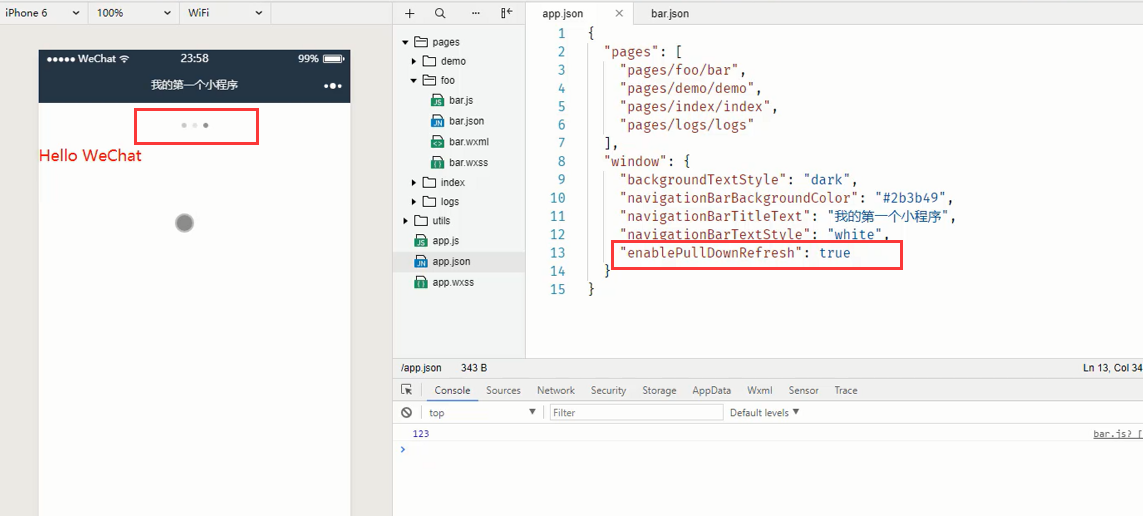 iPhone 6 100% WiFi
WeChat 23:58 99%
我的第一个小程序
Hello WeChat
pages
demo
foo
bar.js
bar.json
bar.wxml
bar.wxss
index
logs
utils
app.js
app.json
app.wxss
app.json bar.json
1 {
2 "pages": [
3 "pages/foo/bar",
4 "pages/demo/demo",
5 "pages/index/index",
6 "pages/logs/logs"
7 ],
8 "window": {
9 "backgroundTextStyle": "dark",
10 "navigationBarBackgroundColor": "#2b3b49",
11 "navigationBarTitleText": "我的第一个小程序",
12 "navigationBarTextStyle": "white",
13 "enablePullDownRefresh": true
14 }
15 }
/app.json 343 B Ln 13, Col 34
Console Sources Network Security Storage AppData Wxml Sensor Trace
top Filter Default levels
123 bar.js? [